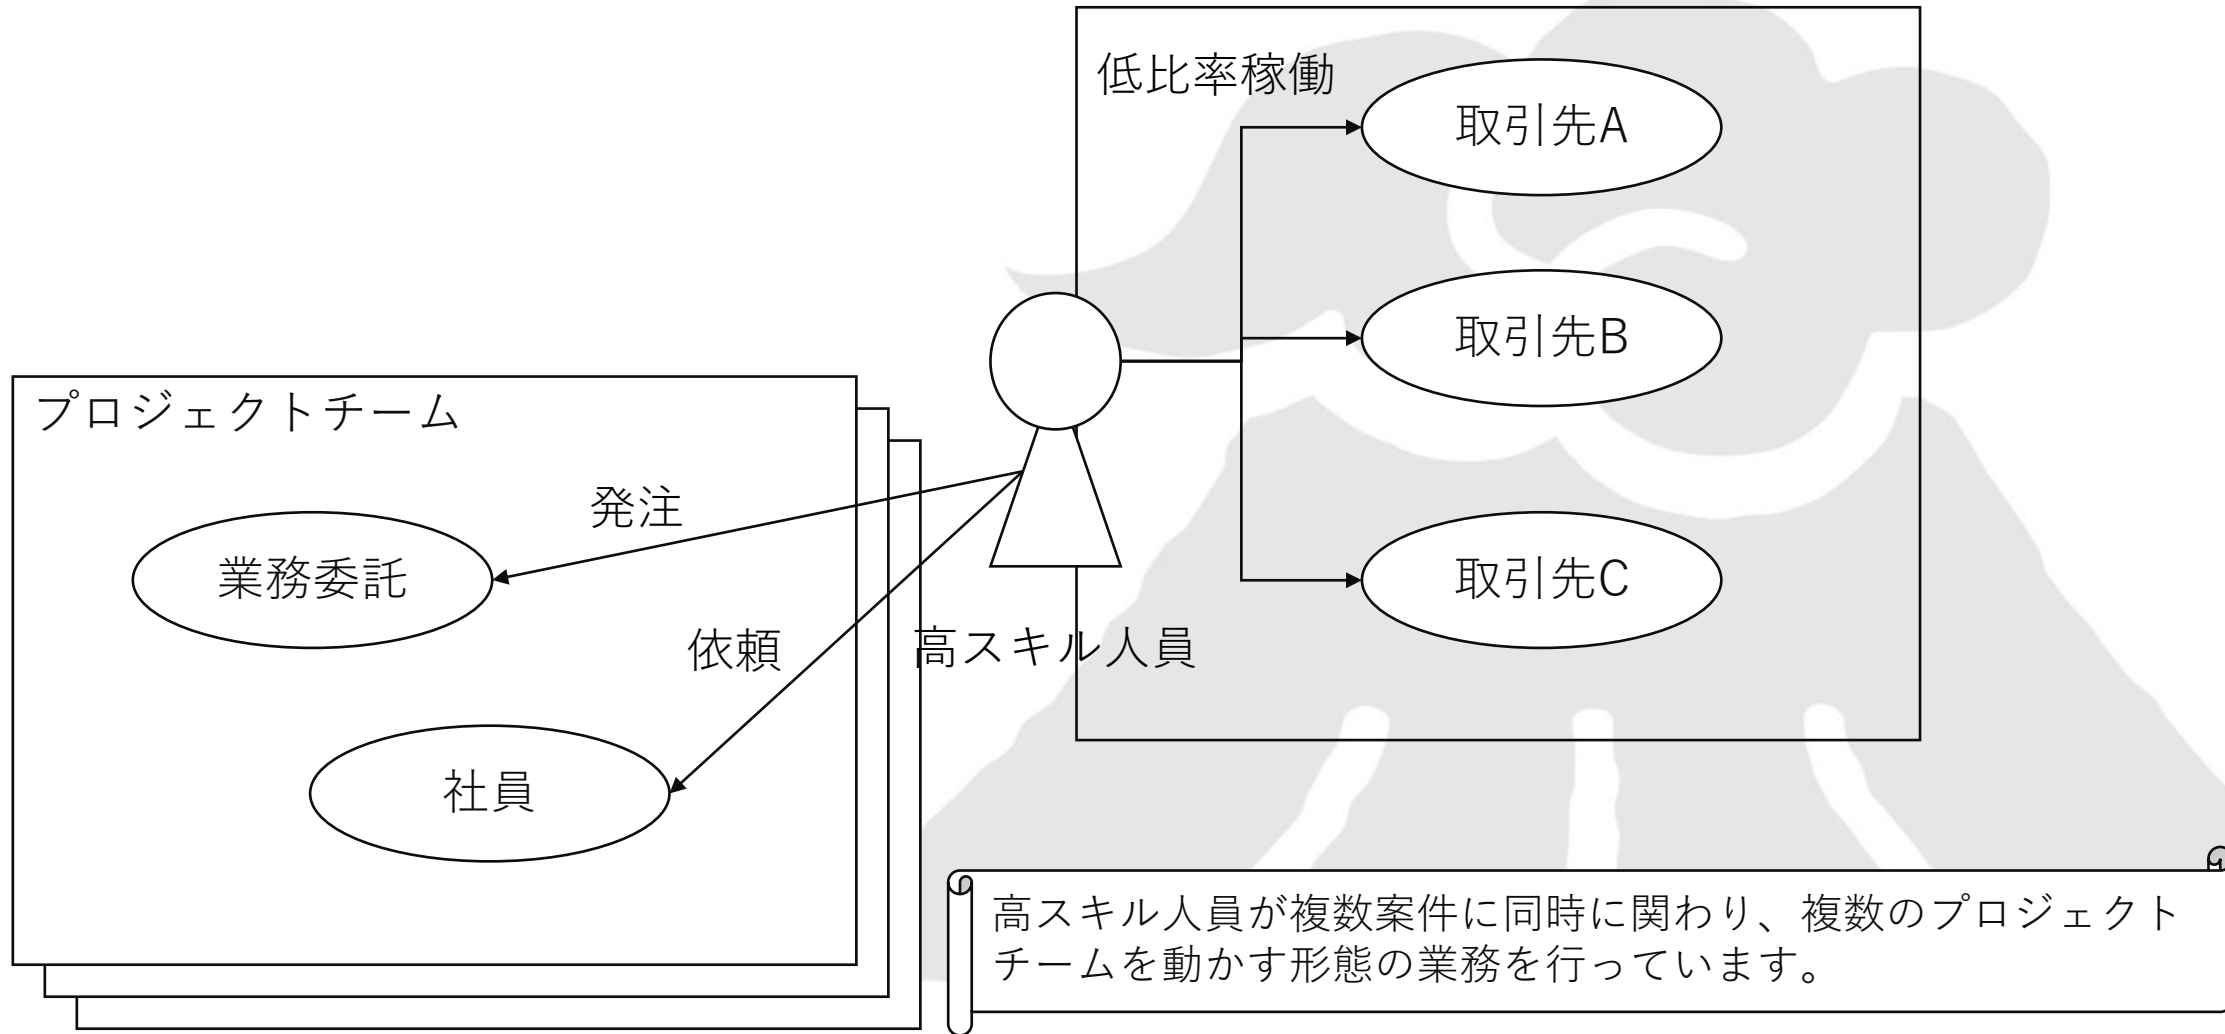 低比率稼働
取引先A
取引先B
プロジェクトチーム
発注
業務委託
取引先C
依頼
高スキル人員
社員
高スキル人員が複数案件に同時に関わり、複数のプロジェクト
チームを動かす形態の業務を行っています。